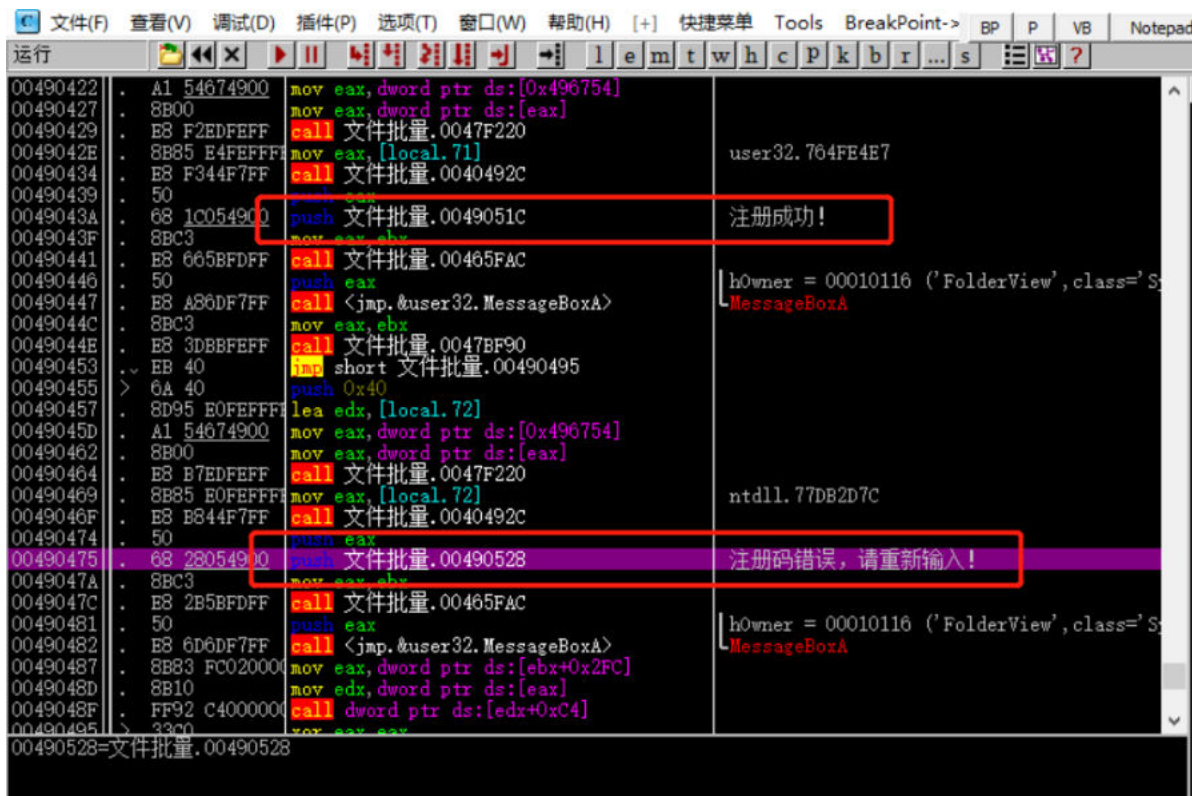 文件(F) 查看(V) 调试(D) 插件(P) 选项(T) 窗口(W) 帮助(H) [+] 快捷菜单 Tools BreakPoint-> BP P VB Notepad
运行 l e m t w h c P k b r ... s ?
00490422 . A1 54674900 mov eax,dword ptr ds:[0x496754]
00490427 . 8B00 mov eax,dword ptr ds:[eax]
00490429 . E8 F2EDFEFF call 文件批量.0047F220
0049042E . 8B85 E4FEFFFF mov eax,[local.71] user32.764FE4E7
00490434 . E8 F344F7FF call 文件批量.0040492C
00490439 . 50 push eax
0049043A . 68 1C054900 push 文件批量.0049051C 注册成功!
0049043F . 8BC3 mov eax,ebx
00490441 . E8 665BFDFF call 文件批量.00465FAC
00490446 . 50 push eax hOwner = 00010116 ('FolderView',class='Sy
00490447 . E8 A86DF7FF call <jmp.&user32.MessageBoxA> MessageBoxA
0049044C . 8BC3 mov eax,ebx
0049044E . E8 3DBBFEFF call 文件批量.0047BF90
00490453 .. EB 40 jmp short 文件批量.00490495
00490455 > 6A 40 push 0x40
00490457 . 8D95 E0FEFFFF lea edx,[local.72]
0049045D . A1 54674900 mov eax,dword ptr ds:[0x496754]
00490462 . 8B00 mov eax,dword ptr ds:[eax]
00490464 . E8 B7EDFEFF call 文件批量.0047F220
00490469 . 8B85 E0FEFFFF mov eax,[local.72] ntdll.77DB2D7C
0049046F . E8 B844F7FF call 文件批量.0040492C
00490474 . 50 push eax
00490475 . 68 28054900 push 文件批量.00490528 注册码错误，请重新输入!
0049047A . 8BC3 mov eax,ebx
0049047C . E8 2B5BFDFF call 文件批量.00465FAC
00490481 . 50 push eax hOwner = 00010116 ('FolderView',class='Sy
00490482 . E8 6D6DF7FF call <jmp.&user32.MessageBoxA> MessageBoxA
00490487 . 8B83 FC020000 mov eax,dword ptr ds:[ebx+0x2FC]
0049048D . 8B10 mov edx,dword ptr ds:[eax]
0049048F . FF92 C4000000 call dword ptr ds:[edx+0xC4]
00490495 > 33C0 xor eax,eax
00490528=文件批量.00490528